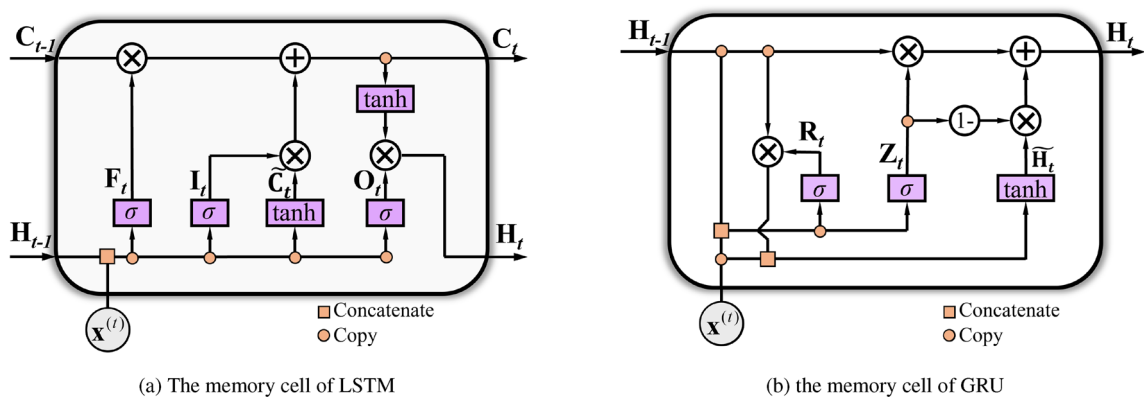 C_{t-1}
C_t
tanh
F_t
I_t
C̃_t
O_t
σ
σ
tanh
σ
H_{t-1}
H_t
x^{(t)}
Concatenate
Copy
(a) The memory cell of LSTM
H_{t-1}
H_t
1-
R_t
Z_t
H̃_t
σ
σ
tanh
x^{(t)}
Concatenate
Copy
(b) the memory cell of GRU